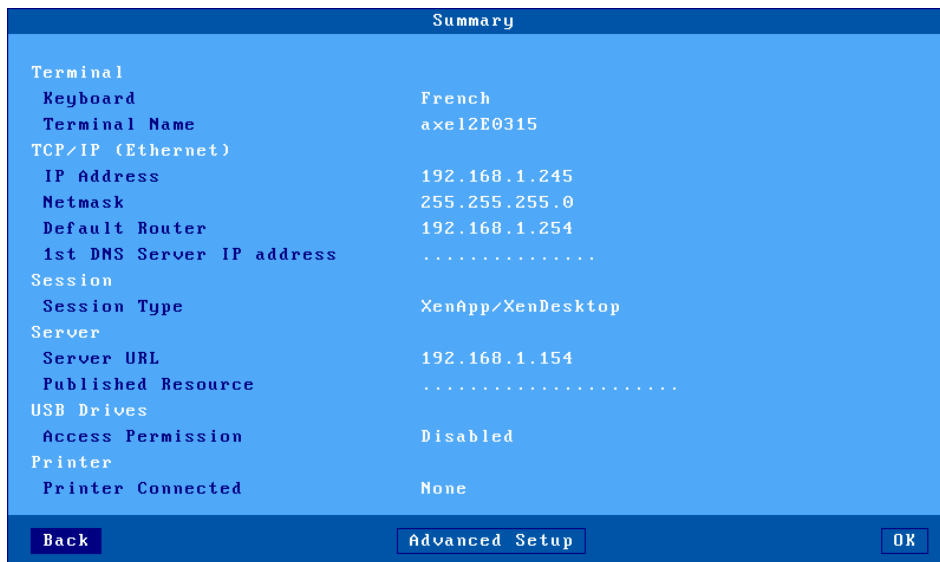 Summary
Terminal
Keyboard French
Terminal Name axel2E0315
TCP/IP (Ethernet)
IP Address 192.168.1.245
Netmask 255.255.255.0
Default Router 192.168.1.254
1st DNS Server IP address ...............
Session
Session Type XenApp/XenDesktop
Server
Server URL 192.168.1.154
Published Resource ......................
USB Drives
Access Permission Disabled
Printer
Printer Connected None
Back Advanced Setup OK